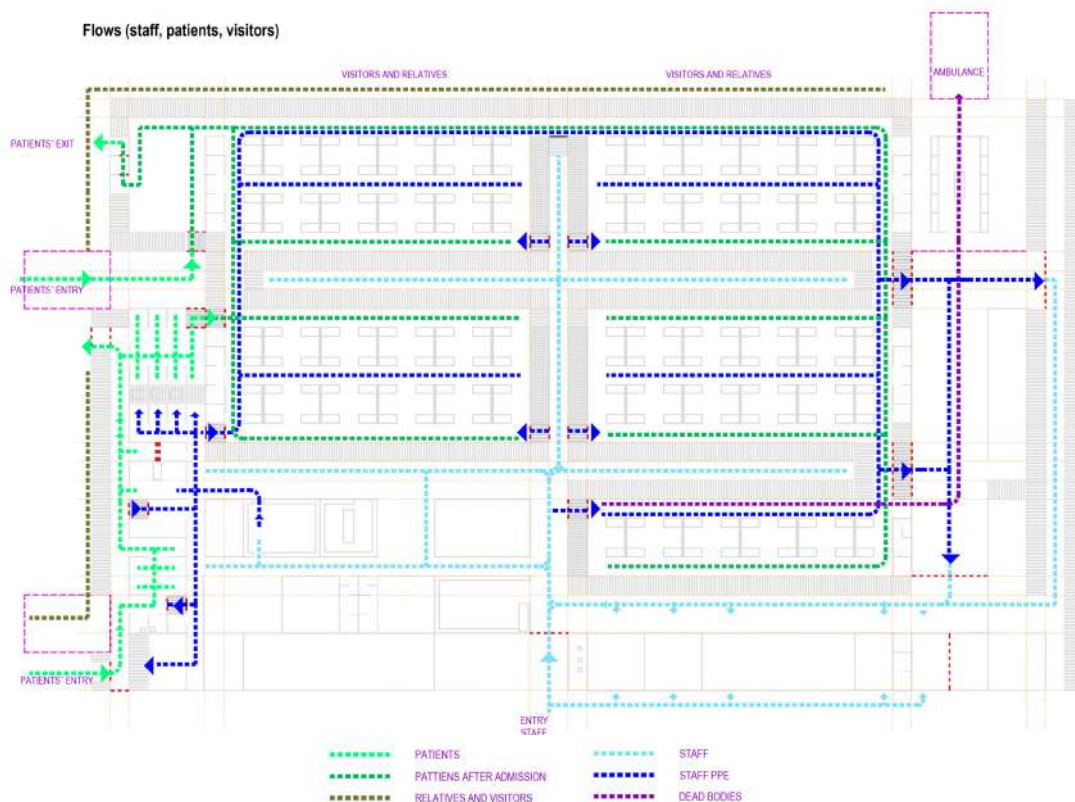 Flows (staff, patients, visitors)
VISITORS AND RELATIVES
VISITORS AND RELATIVES
AMBULANCE
PATIENTS' EXIT
PATIENTS' ENTRY
PATIENTS' ENTRY
ENTRY
STAFF
PATIENTS
STAFF
PATTIENS AFTER ADMISSION
STAFF PPE
RELATIVES AND VISITORS
DEAD BODIES